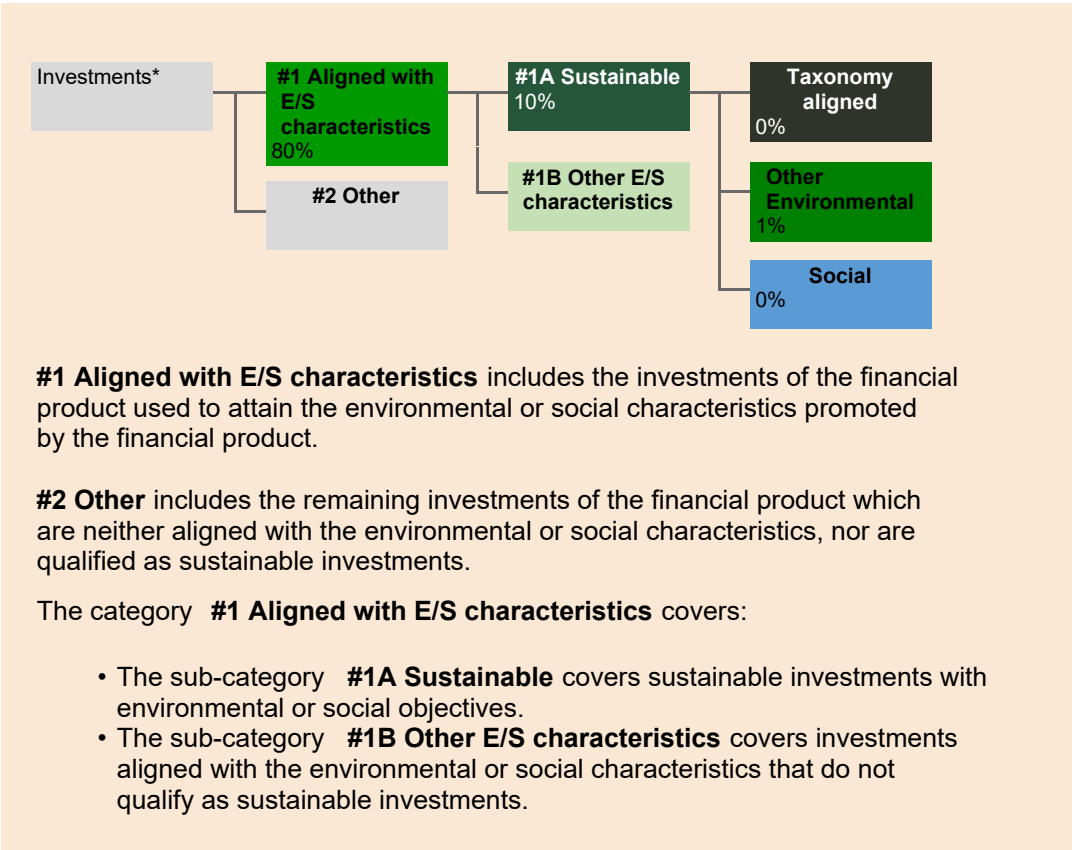 Investments*
#1 Aligned with
E/S
characteristics
80%
#2 Other
#1A Sustainable
10%
#1B Other E/S
characteristics
Taxonomy
aligned
0%
Other
Environmental
1%
Social
0%
#1 Aligned with E/S characteristics includes the investments of the financial
product used to attain the environmental or social characteristics promoted
by the financial product.
#2 Other includes the remaining investments of the financial product which
are neither aligned with the environmental or social characteristics, nor are
qualified as sustainable investments.
The category #1 Aligned with E/S characteristics covers:
• The sub-category #1A Sustainable covers sustainable investments with
environmental or social objectives.
• The sub-category #1B Other E/S characteristics covers investments
aligned with the environmental or social characteristics that do not
qualify as sustainable investments.